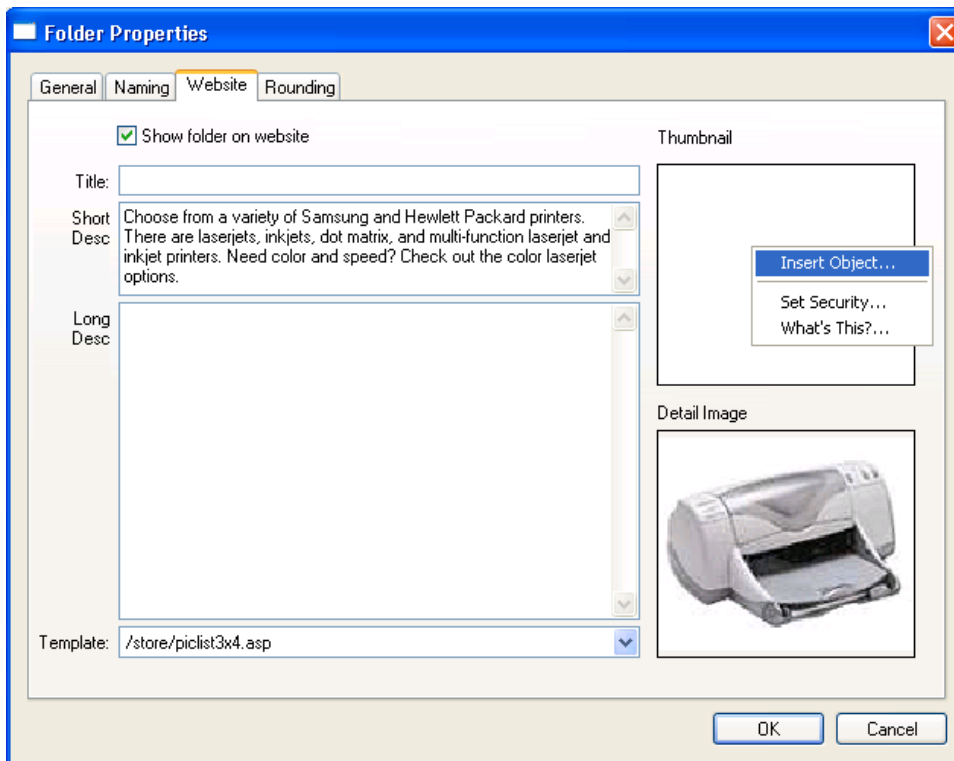 Folder Properties
General Naming Website Rounding
Show folder on website
Thumbnail
Title:
Short Desc
Choose from a variety of Samsung and Hewlett Packard printers.
There are laserjets, inkjets, dot matrix, and multi-function laserjet and
inkjet printers. Need color and speed? Check out the color laserjet
options.
Insert Object...
Set Security...
What's This?...
Long
Desc
Detail Image
Template: /store/piclist3x4.asp
OK Cancel